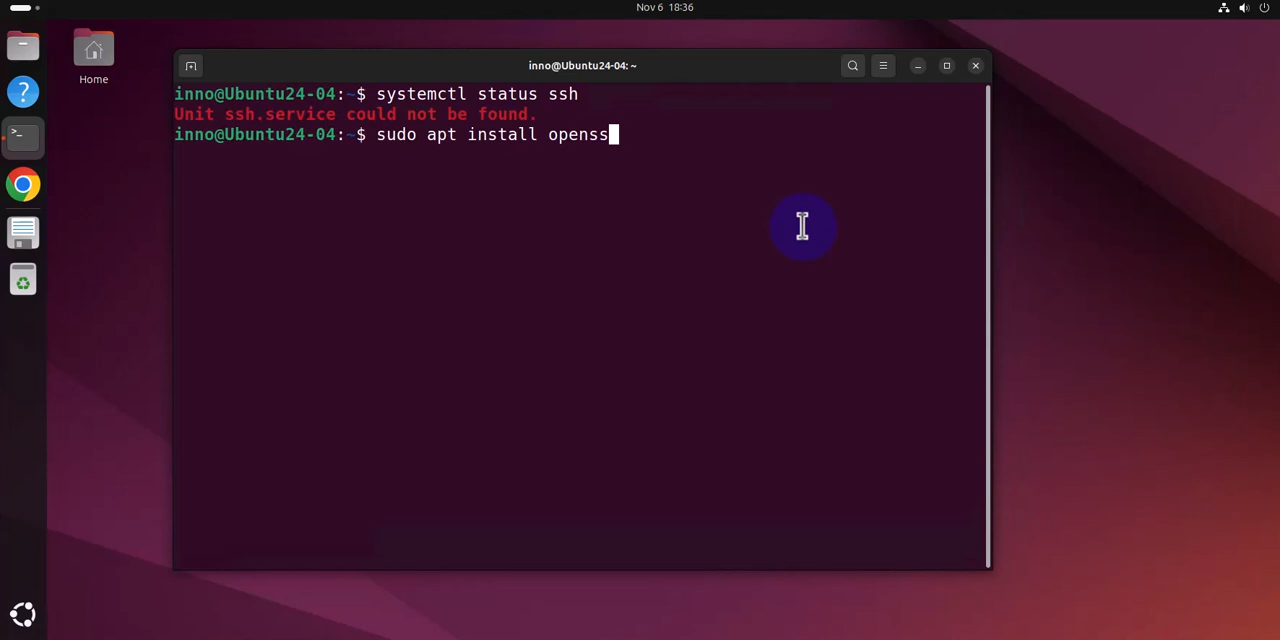 Nov 6 18:36
Home
inno@Ubuntu24-04: ~
inno@Ubuntu24-04:~$ systemctl status ssh
Unit ssh.service could not be found.
inno@Ubuntu24-04:~$ sudo apt install openss